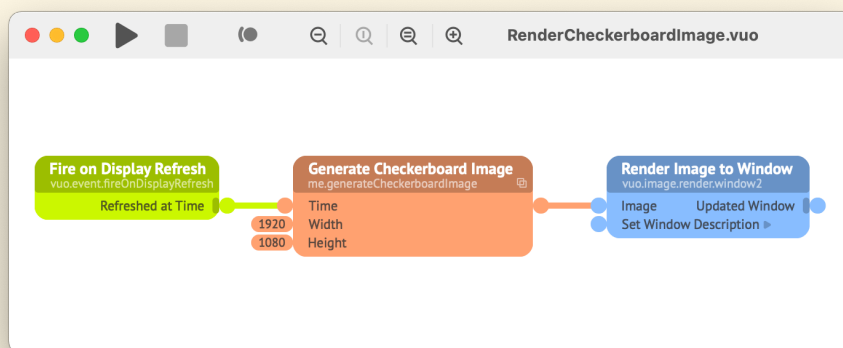 RenderCheckerboardImage.vuo
Fire on Display Refresh
vuo.event.fireOnDisplayRefresh
Refreshed at Time
Generate Checkerboard Image
me.generateCheckerboardImage
Time
1920 Width
1080 Height
Render Image to Window
vuo.image.render.window2
Image Updated Window
Set Window Description